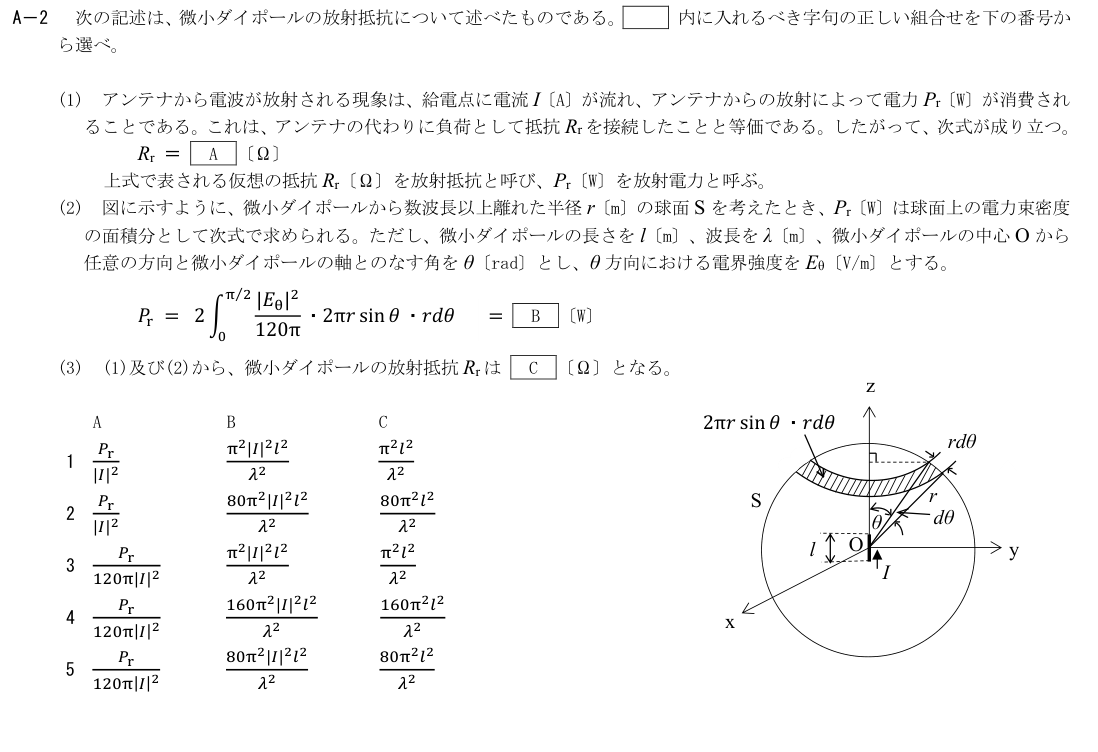 A－2　次の記述は、微小ダイポールの放射抵抗について述べたものである。□内に入れるべき字句の正しい組合せを下の番号か
ら選べ。
(1)　アンテナから電波が放射される現象は、給電点に電流 I〔A〕が流れ、アンテナからの放射によって電力 Pr〔W〕が消費され
ることである。これは、アンテナの代わりに負荷として抵抗 Rr を接続したことと等価である。したがって、次式が成り立つ。
Rr ＝ A 〔Ω〕
上式で表される仮想の抵抗 Rr〔Ω〕を放射抵抗と呼び、Pr〔W〕を放射電力と呼ぶ。
(2)　図に示すように、微小ダイポールから数波長以上離れた半径 r〔m〕の球面 S を考えたとき、Pr〔W〕は球面上の電力束密度
の面積分として次式で求められる。ただし、微小ダイポールの長さを l〔m〕、波長を λ〔m〕、微小ダイポールの中心 O から
任意の方向と微小ダイポールの軸とのなす角を θ〔rad〕とし、θ 方向における電界強度を Eθ〔V/m〕とする。
Pr ＝ 2∫0^π/2 |Eθ|²/120π ・2πr sin θ ・rdθ ＝ B 〔W〕
(3)　(1)及び(2)から、微小ダイポールの放射抵抗 Rr は C 〔Ω〕となる。
A B C
1 Pr/|I|² π²|I|²l²/λ² π²l²/λ²
2 Pr/|I|² 80π²|I|²l²/λ² 80π²l²/λ²
3 Pr/120π|I|² π²|I|²l²/λ² π²l²/λ²
4 Pr/120π|I|² 160π²|I|²l²/λ² 160π²l²/λ²
5 Pr/120π|I|² 80π²|I|²l²/λ² 80π²l²/λ²
z
2πr sin θ ・rdθ
rdθ
S
r
θ
dθ
l
O
I
y
x